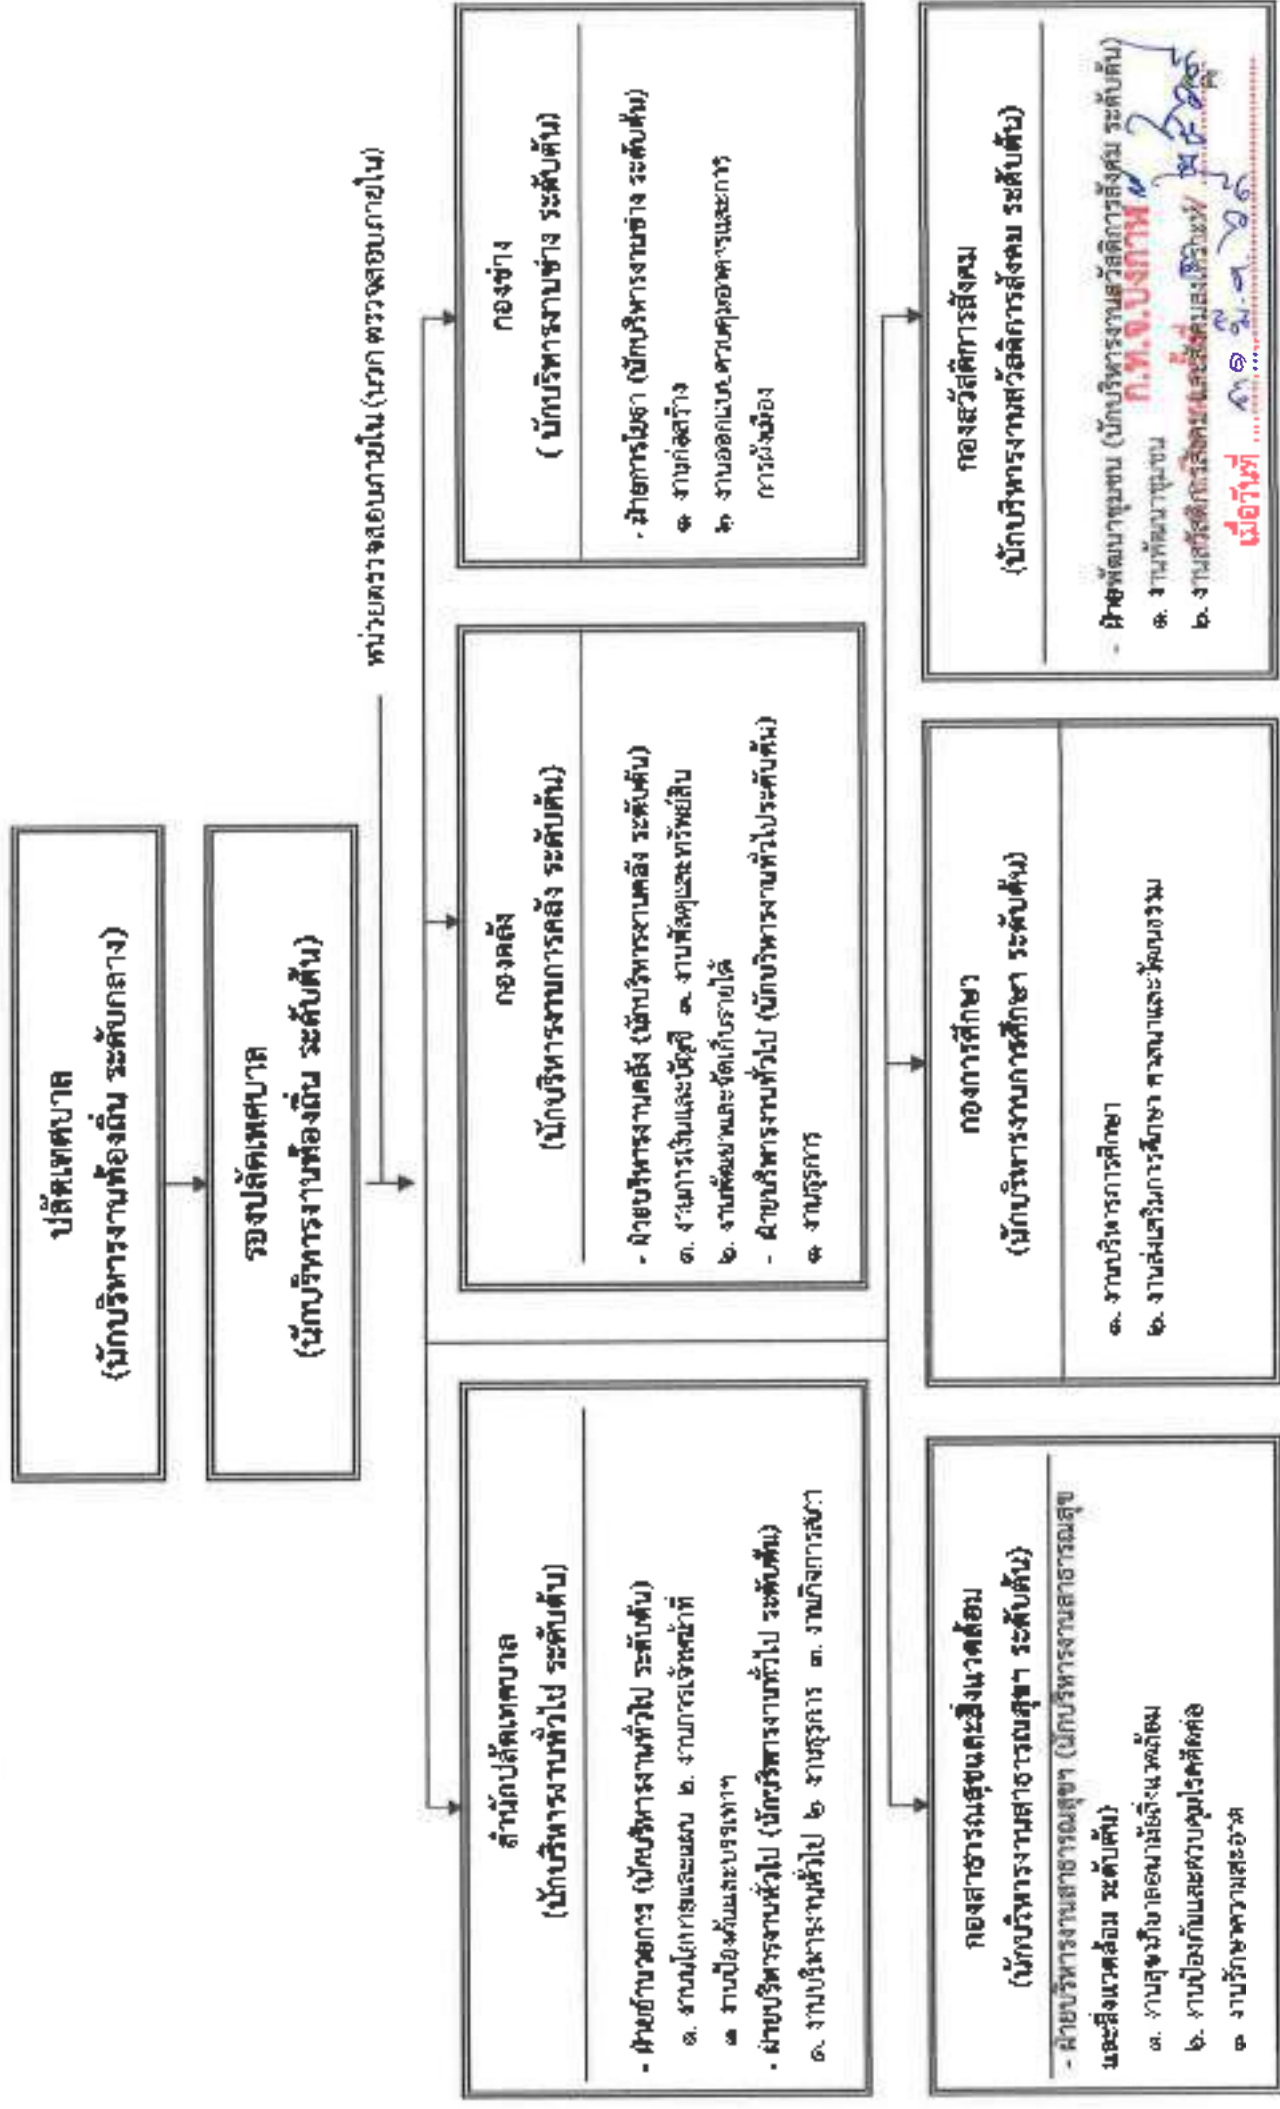 ปลัดเทศบาล
(นักบริหารงานท้องถิ่น ระดับกลาง)
รองปลัดเทศบาล
(นักบริหารงานท้องถิ่น ระดับต้น)
หน่วยตรวจสอบภายใน (นวก ตรวจสอบภายใน)
สำนักปลัดเทศบาล
(นักบริหารงานทั่วไป ระดับต้น)
- ฝ่ายอำนวยการ (นักบริหารงานทั่วไป ระดับต้น)
๑. งานนโยบายและแผน ๒. งานการเจ้าหน้าที่
๓ งานป้องกันและบรรเทาฯ
- ฝ่ายบริหารงานทั่วไป (นักบริหารงานทั่วไป ระดับต้น)
๑. งานบริหารงานทั่วไป ๒ งานธุรการ ๓. งานกิจการสภา
กองคลัง
(นักบริหารงานการคลัง ระดับต้น)
- ฝ่ายบริหารงานคลัง (นักบริหารงานคลัง ระดับต้น)
๑. งานการเงินและบัญชี ๓. งานพัสดุและทรัพย์สิน
๒. งานพัฒนาและจัดเก็บรายได้
- ฝ่ายบริหารงานทั่วไป (นักบริหารงานทั่วไประดับต้น)
๑ งานธุรการ
กองช่าง
( นักบริหารงานช่าง ระดับต้น)
- ฝ่ายการโยธา (นักบริหารงานช่าง ระดับต้น)
๑ งานก่อสร้าง
๒ งานออกแบบควบคุมอาคารและการ
การผังเมือง
กองสาธารณสุขและสิ่งแวดล้อม
(นักบริหารงานสาธารณสุขฯ ระดับต้น)
- ฝ่ายบริหารงานสาธารณสุขฯ (นักบริหารงานสาธารณสุข
และสิ่งแวดล้อม ระดับต้น)
๑. งานสุขาภิบาลอนามัยสิ่งแวดล้อม
๒. งานป้องกันและควบคุมโรคติดต่อ
๓ งานรักษาความสะอาด
กองการศึกษา
(นักบริหารงานการศึกษา ระดับต้น)
๑. งานบริหารการศึกษา
๒. งานส่งเสริมการศึกษา ศาสนาและวัฒนธรรม
กองสวัสดิการสังคม
(นักบริหารงานสวัสดิการสังคม ระดับต้น)
- ฝ่ายพัฒนาชุมชน (นักบริหารงานสวัสดิการสังคม ระดับต้น)
ก.ท.จ.บึงกาฬ
๑. งานพัฒนาชุมชน
๒. งานสวัสดิการสังคมและสังคมสงเคราะห์
เมื่อวันที่